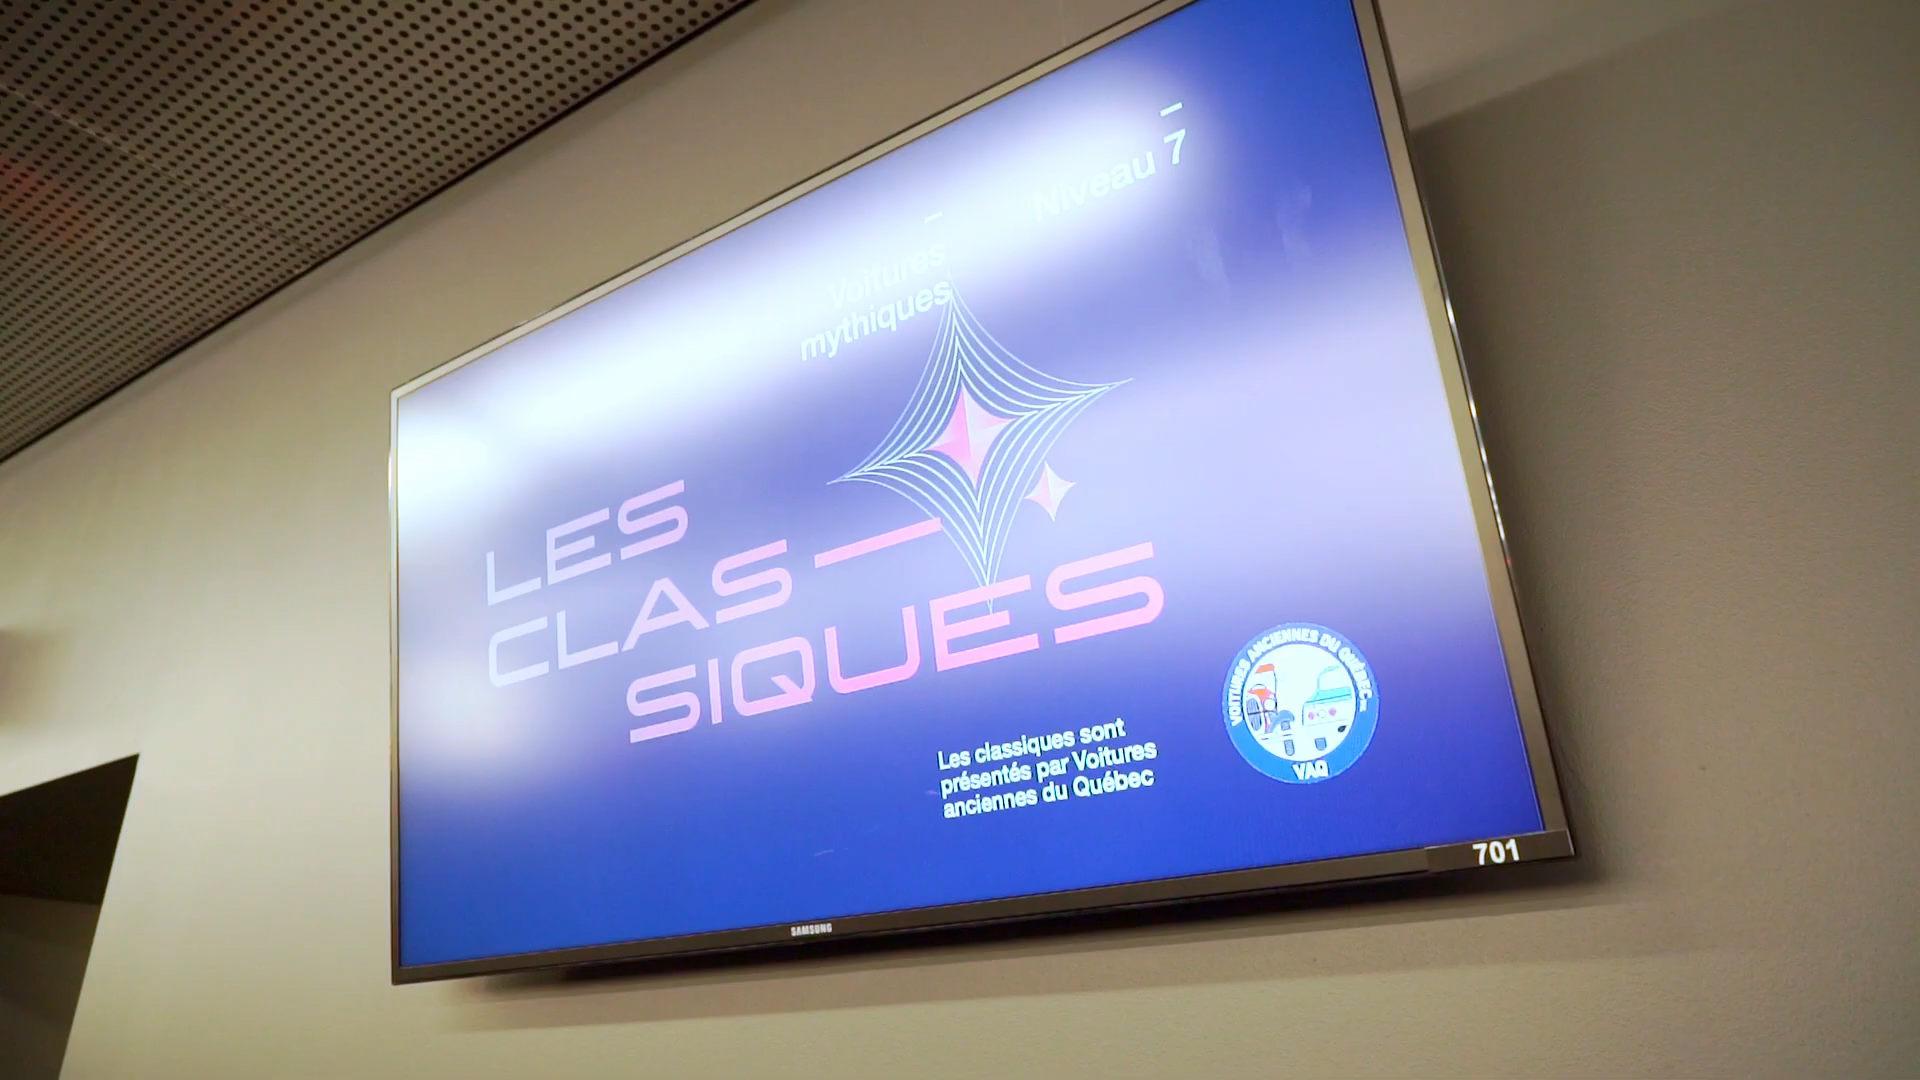 Niveau 7
Voitures
mythiques
LES
CLAS—
SIQUES
Les classiques sont
présentés par Voitures
anciennes du Québec
VOITURES ANCIENNES DU QUÉBEC
VAQ
SAMSUNG
701